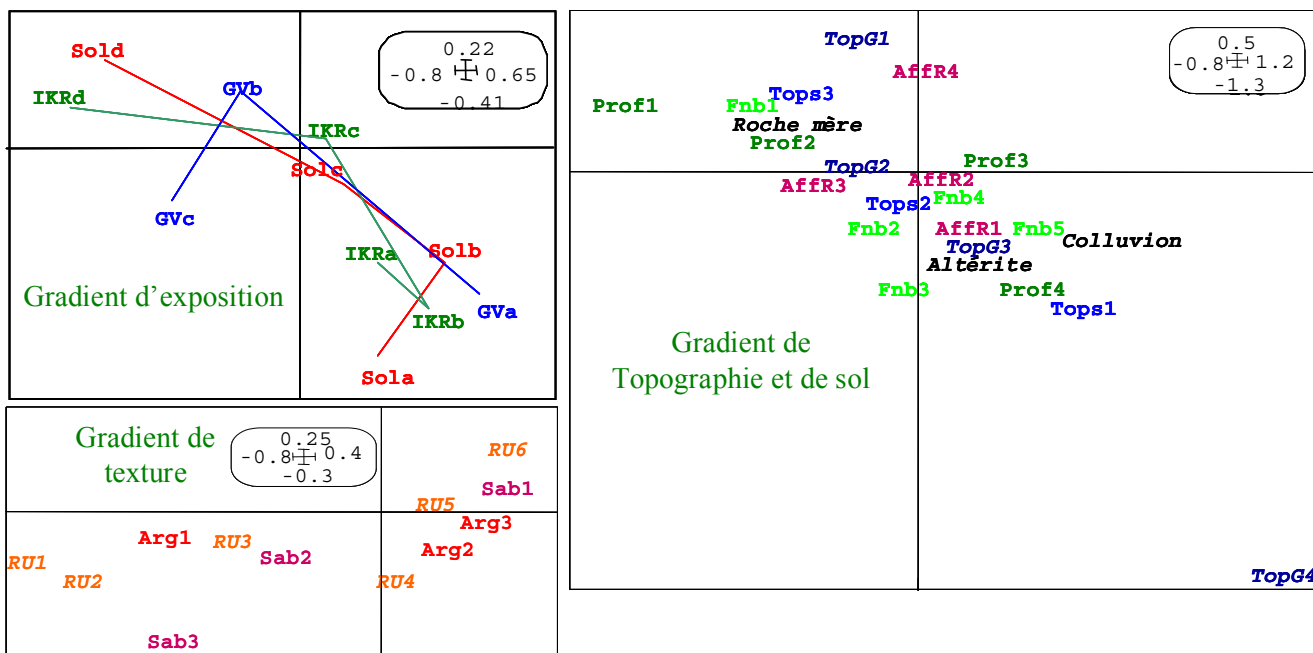 Sold
0.22
-0.8 0.65
-0.41
IKRd
GVb
IKRc
Solc
GVc
IKRa
Solb
Gradient d'exposition
IKRb
GVa
Sola
Gradient de
texture
0.25
-0.8 0.4
-0.3
RU6
Sab1
RU5
Arg3
Arg1
RU3
Arg2
Sab2
RU1
RU2
RU4
Sab3
TopG1
0.5
-0.8 1.2
-1.3
AffR4
Tops3
Prof1
Fnb1
Roche mère
Prof2
Prof3
TopG2
AffR3
AffR2
Tops2
Fnb4
Fnb2
AffR1
Fnb5
Colluvion
TopG3
Altérite
Fnb3
Prof4
Tops1
Gradient de
Topographie et de sol
TopG4